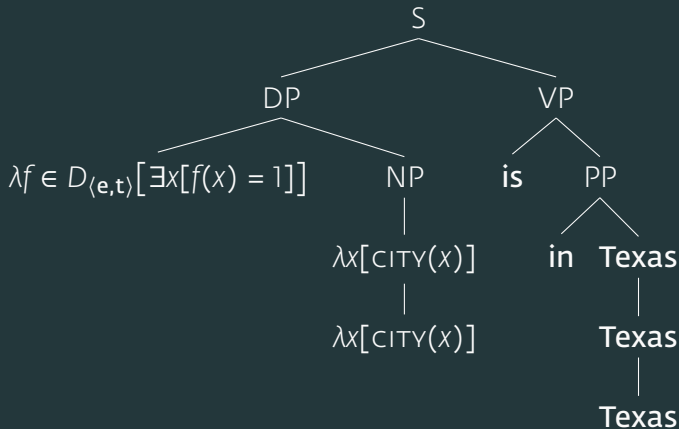 S
DP VP
λf ∈ D⟨e,t⟩[∃x[f(x) = 1]] NP is PP
λx[CITY(x)] in Texas
λx[CITY(x)] Texas
Texas